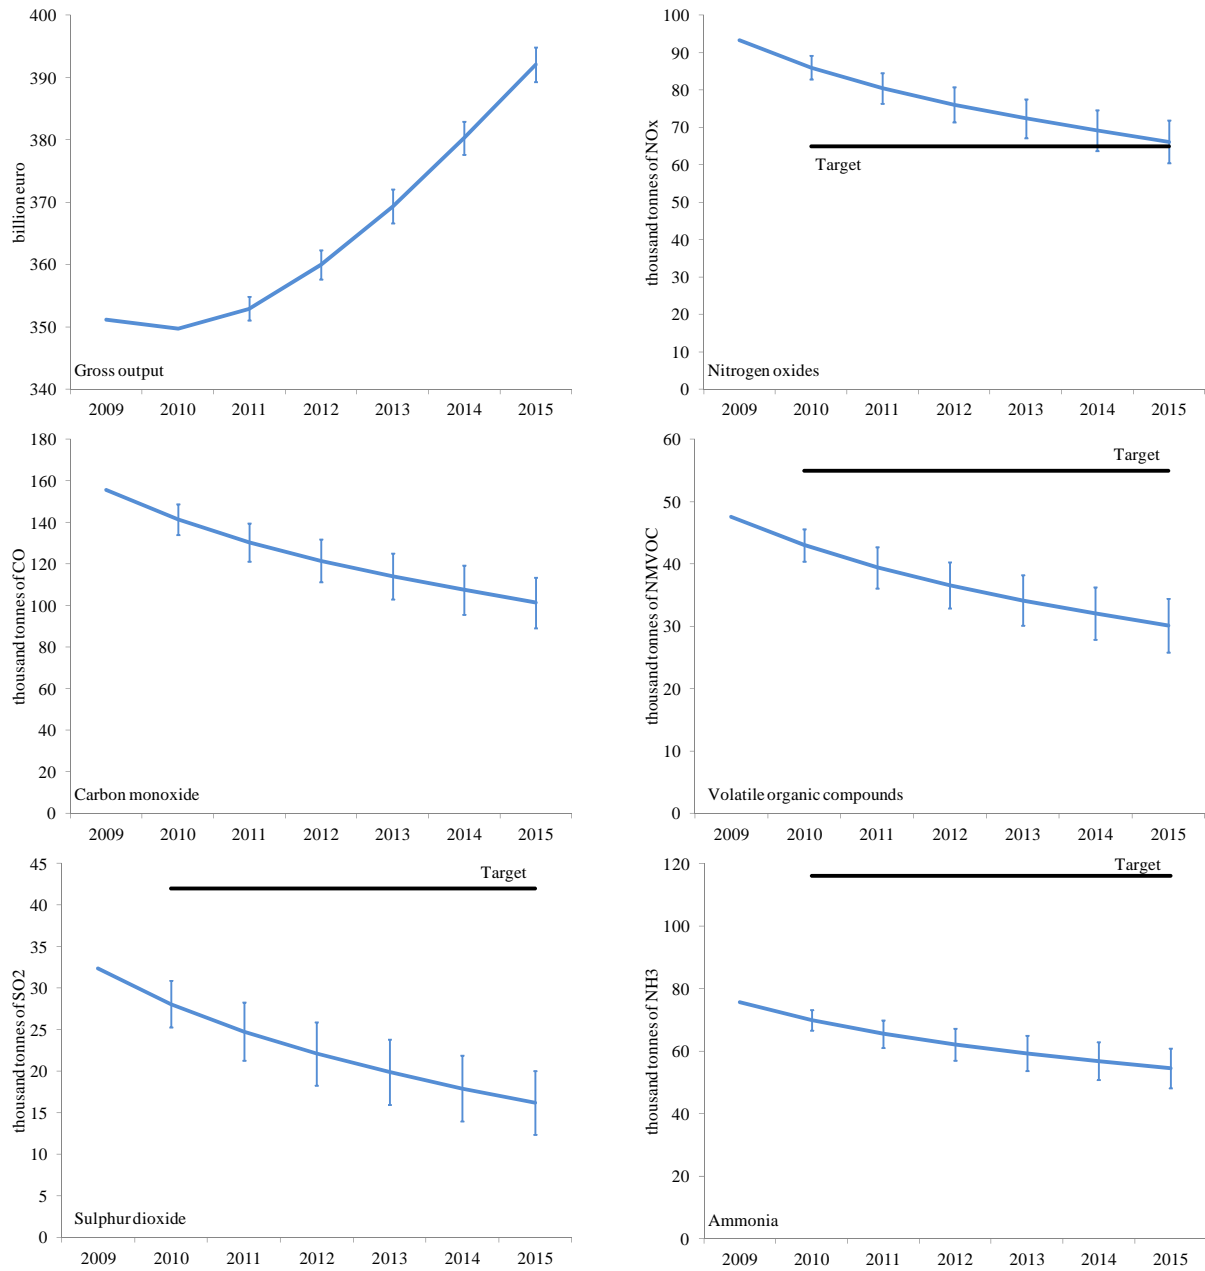 400
390
380
370
360
350
340
billion euro
Gross output
2009 2010 2011 2012 2013 2014 2015
100
90
80
70
60
50
40
30
20
10
0
thousand tonnes of NOx
Target
Nitrogen oxides
2009 2010 2011 2012 2013 2014 2015
180
160
140
120
100
80
60
40
20
0
thousand tonnes of CO
Carbon monoxide
2009 2010 2011 2012 2013 2014 2015
60
50
40
30
20
10
0
thousand tonnes of NMVOC
Target
Volatile organic compounds
2009 2010 2011 2012 2013 2014 2015
45
40
35
30
25
20
15
10
5
0
thousand tonnes of SO2
Target
Sulphur dioxide
2009 2010 2011 2012 2013 2014 2015
120
100
80
60
40
20
0
thousand tonnes of NH3
Target
Ammonia
2009 2010 2011 2012 2013 2014 2015